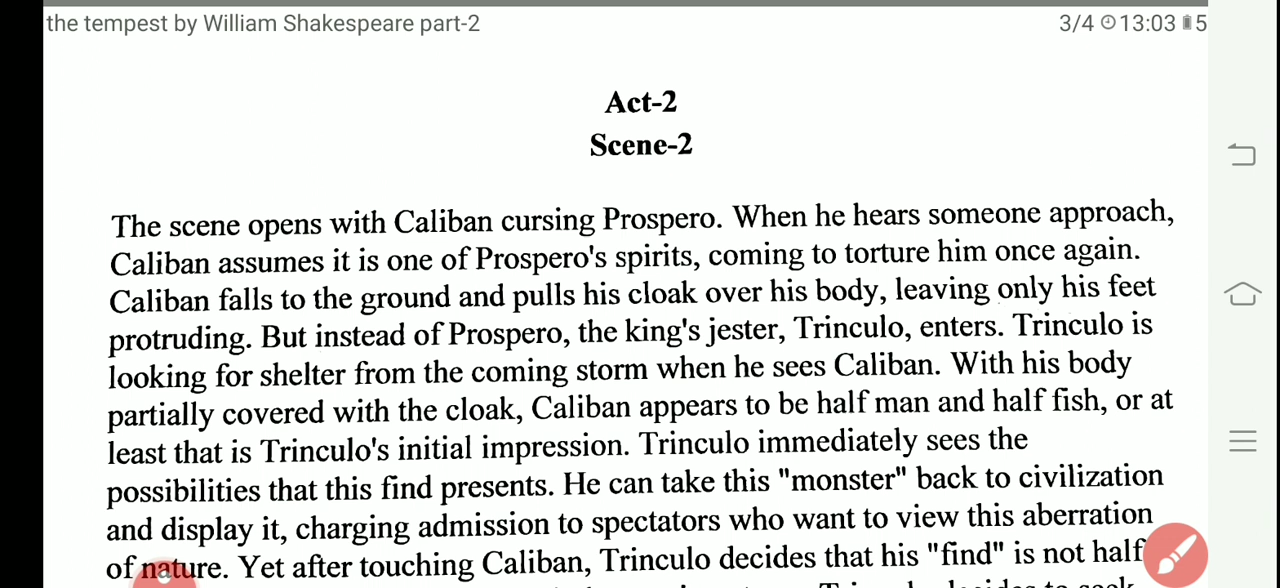 the tempest by William Shakespeare part-2
3/4 13:03 5
Act-2
Scene-2
The scene opens with Caliban cursing Prospero. When he hears someone approach,
Caliban assumes it is one of Prospero's spirits, coming to torture him once again.
Caliban falls to the ground and pulls his cloak over his body, leaving only his feet
protruding. But instead of Prospero, the king's jester, Trinculo, enters. Trinculo is
looking for shelter from the coming storm when he sees Caliban. With his body
partially covered with the cloak, Caliban appears to be half man and half fish, or at
least that is Trinculo's initial impression. Trinculo immediately sees the
possibilities that this find presents. He can take this "monster" back to civilization
and display it, charging admission to spectators who want to view this aberration
of nature. Yet after touching Caliban, Trinculo decides that his "find" is not half